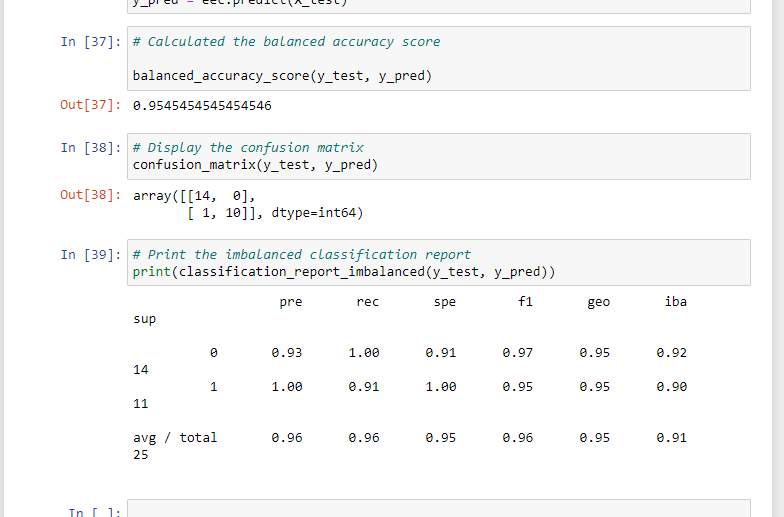 y_pred = eec.predict(X_test)
In [37]: # Calculated the balanced accuracy score
balanced_accuracy_score(y_test, y_pred)
Out[37]: 0.9545454545454546
In [38]: # Display the confusion matrix
confusion_matrix(y_test, y_pred)
Out[38]: array([[14,  0],
       [ 1, 10]], dtype=int64)
In [39]: # Print the imbalanced classification report
print(classification_report_imbalanced(y_test, y_pred))
pre       rec       spe        f1       geo       iba
sup
0       0.93      1.00      0.91      0.97      0.95      0.92
14
1       1.00      0.91      1.00      0.95      0.95      0.90
11
avg / total       0.96      0.96      0.95      0.96      0.95      0.91
25
In [ ]: